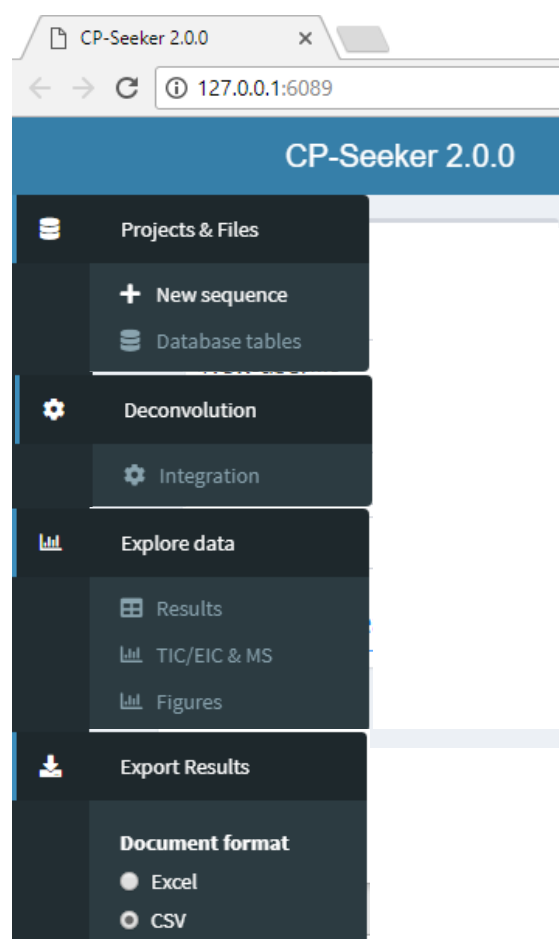 CP-Seeker 2.0.0
127.0.0.1:6089
CP-Seeker 2.0.0
Projects & Files
New sequence
Database tables
Deconvolution
Integration
Explore data
Results
TIC/EIC & MS
Figures
Export Results
Document format
Excel
CSV